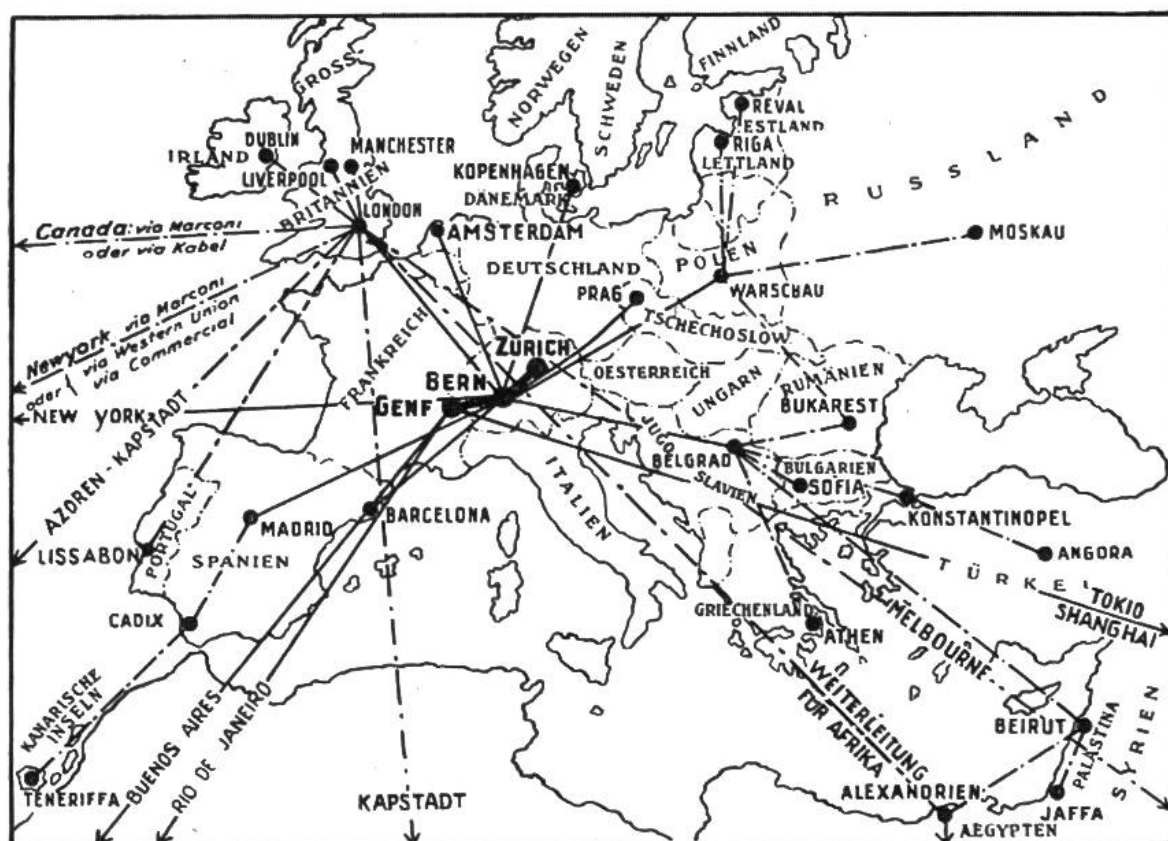 GROSS-
BRITANNIEN
NORWEGEN
SCHWEDEN
FINNLAND
REVAL
ESTLAND
RIGA
LETTLAND
RUSSLAND
DUBLIN
IRLAND
MANCHESTER
LIVERPOOL
KOPENHAGEN
DÄNEMARK
LONDON
AMSTERDAM
MOSKAU
Canada: via Marconi
oder via Kabel
DEUTSCHLAND
POLEN
WARSCHAU
PRAG
TSCHECHOSLOW
Newyork via Marconi
oder via Western Union
via Commercial
FRANKREICH
ZÜRICH
BERN
GENF
OESTERREICH
UNGARN
RUMÄNIEN
BUKAREST
NEW YORK
AZOREN - KAPSTADT
ITALIEN
JUGO
SLAVIEN
BELGRAD
BULGARIEN
SOFIA
KONSTANTINOPEL
ANGORA
PORTUGAL
LISSABON
MADRID
SPANIEN
BARCELONA
TÜRKEI
TOKIO
SHANGHAI
CADIX
GRIECHENLAND
ATHEN
MELBOURNE
KANARISCHE
INSELN
TENERIFFA
BUENOS AIRES
RIO DE JANEIRO
KAPSTADT
WEITERLEITUNG
FÜR AFRIKA
BEIRUT
PALÄSTINA
SYRIEN
ALEXANDRIEN
JAFFA
AEGYPTEN